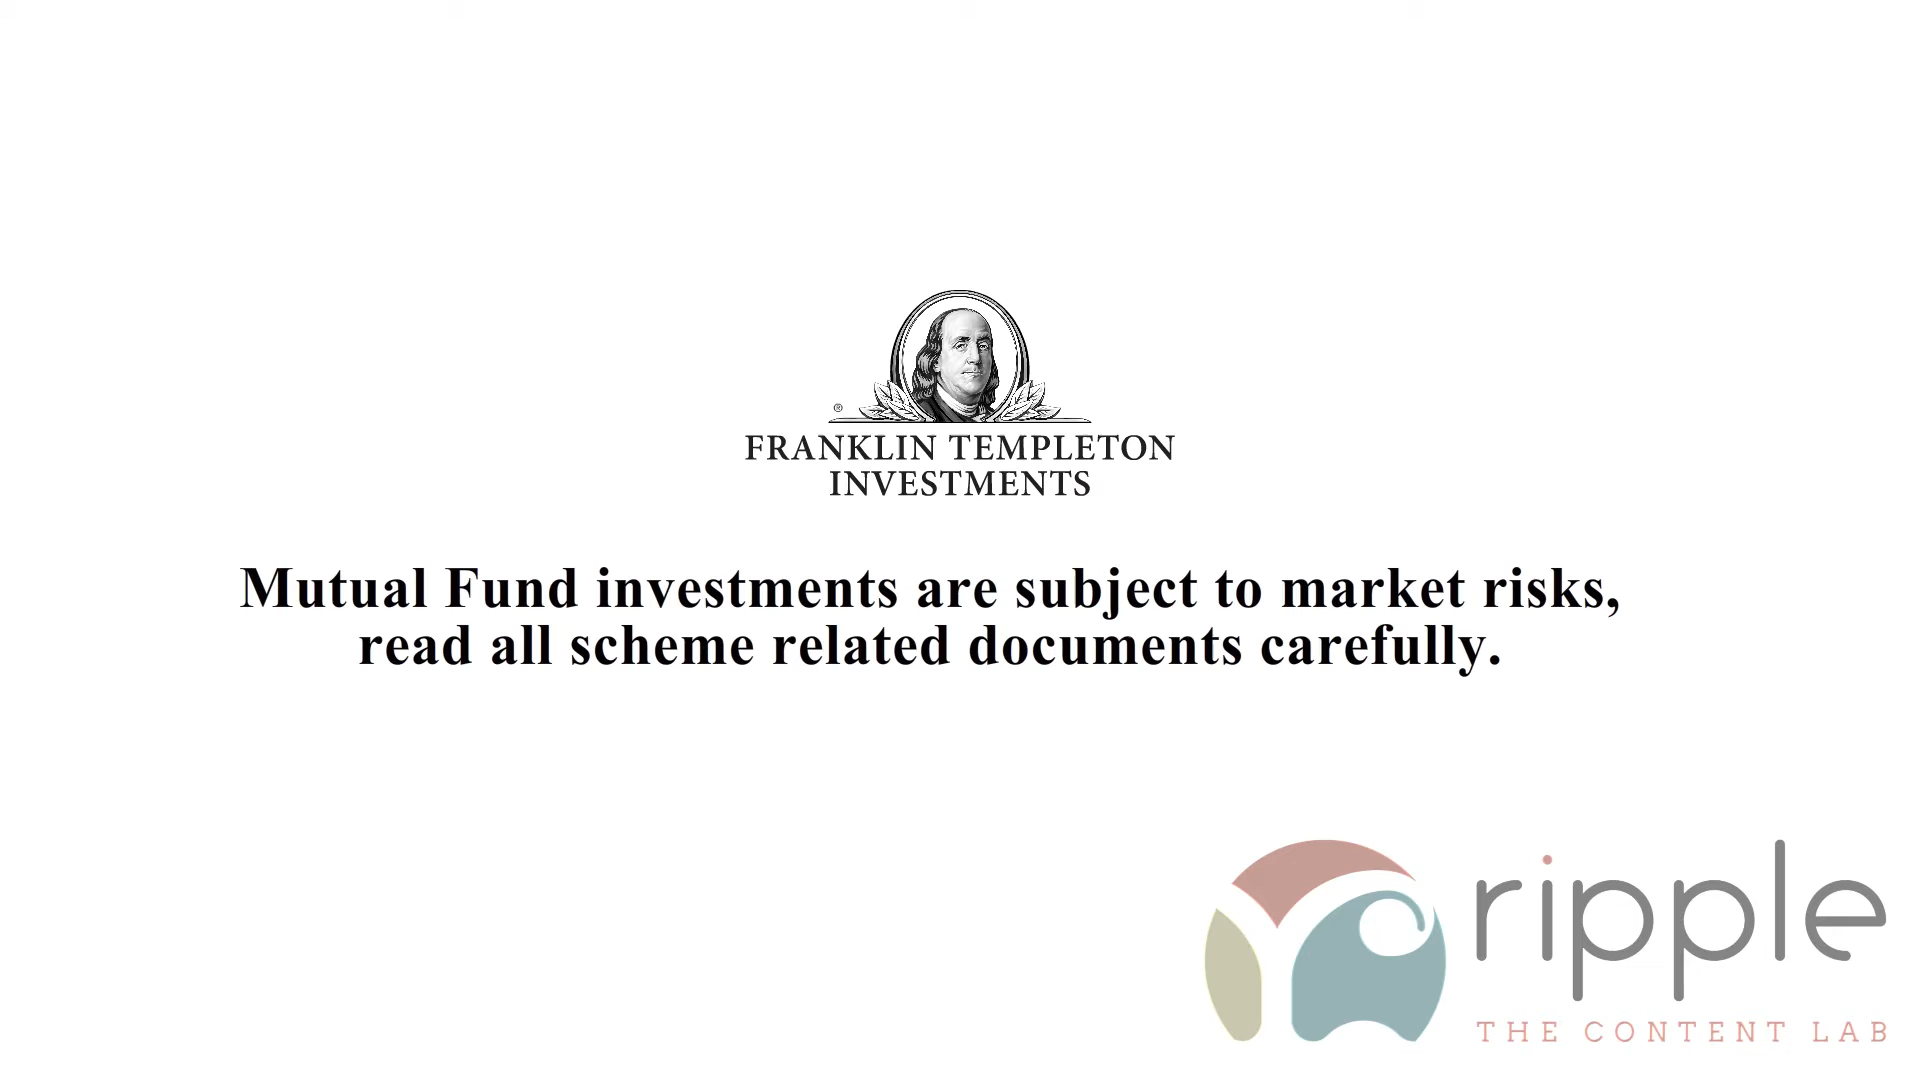 ®
FRANKLIN TEMPLETON
INVESTMENTS
Mutual Fund investments are subject to market risks,
read all scheme related documents carefully.
ripple
THE CONTENT LAB